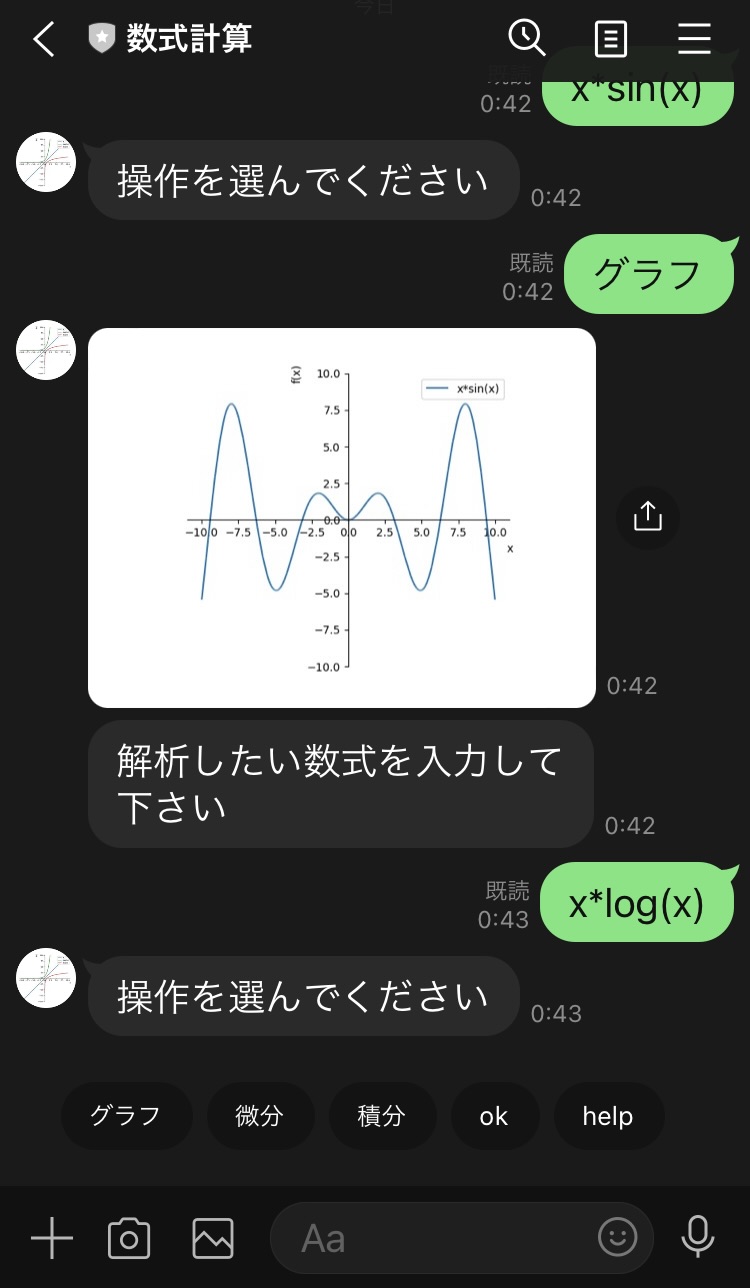 今日
数式計算
既読
0:42
x*sin(x)
操作を選んでください
0:42
既読
0:42
グラフ
f(x)
10.0
x*sin(x)
7.5
5.0
2.5
0.0
−10.0 −7.5 −5.0 −2.5 0.0 2.5 5.0 7.5 10.0
x
−2.5
−5.0
−7.5
−10.0
0:42
解析したい数式を入力して
下さい
0:42
既読
0:43
x*log(x)
操作を選んでください
0:43
グラフ 微分 積分 ok help
Aa